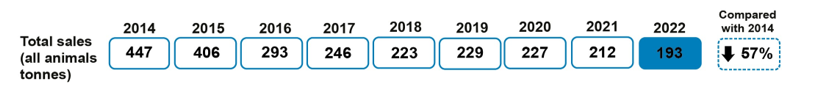 Compared
with 2014
2014 2015 2016 2017 2018 2019 2020 2021 2022
Total sales
(all animals
tonnes)
447 406 293 246 223 229 227 212 193
57%